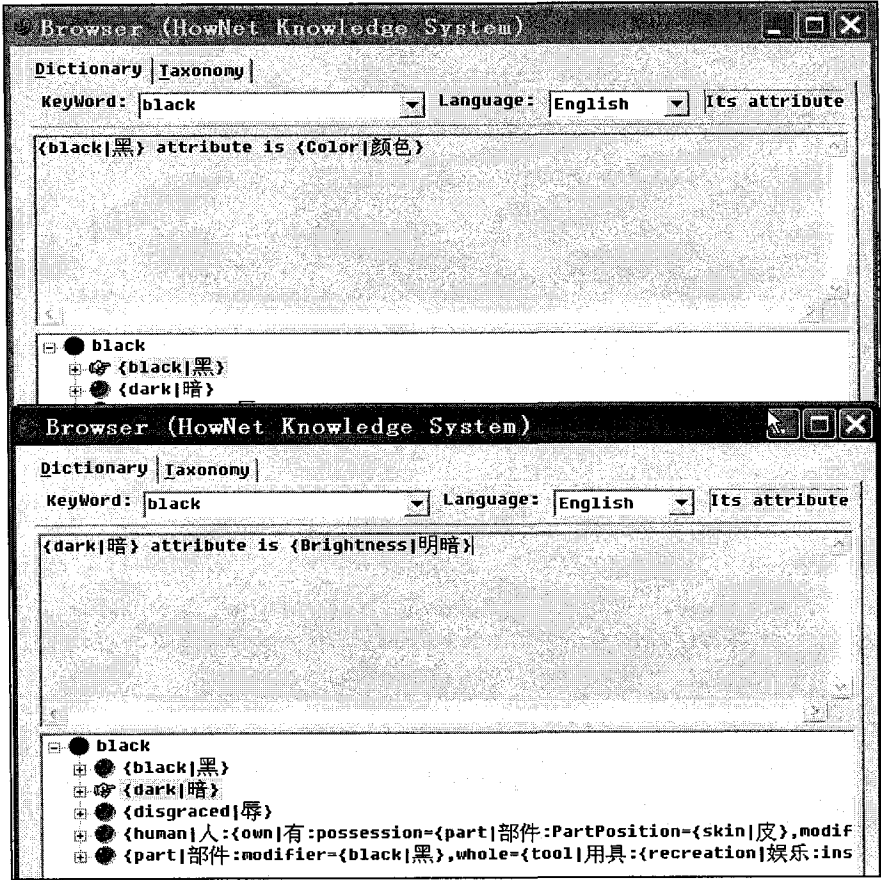 Browser (HowNet Knowledge System)
Dictionary Taxonomy
KeyWord: black Language: English Its attribute
{black|黑} attribute is {Color|颜色}
black
{black|黑}
{dark|暗}
Browser (HowNet Knowledge System)
Dictionary Taxonomy
KeyWord: black Language: English Its attribute
{dark|暗} attribute is {Brightness|明暗}
black
{black|黑}
{dark|暗}
{disgraced|辱}
{human|人:{own|有:possession={part|部件:PartPosition={skin|皮},modif
{part|部件:modifier={black|黑},whole={tool|用具:{recreation|娱乐:ins